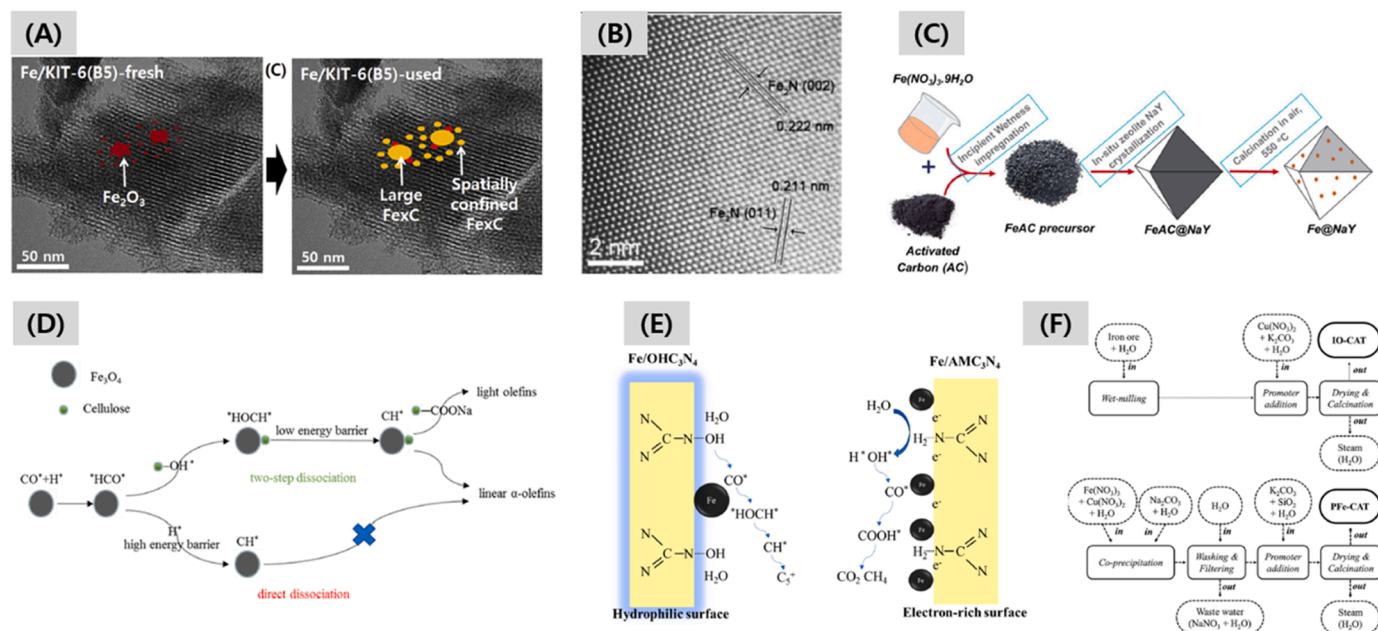 (A)
Fe/KIT-6(B5)-fresh
Fe₂O₃
50 nm
(C)
Fe/KIT-6(B5)-used
Large
FexC
Spatially
confined
FexC
50 nm
(B)
Fe₂N (002)
0.222 nm
0.211 nm
Fe₂N (011)
2 nm
(C)
Fe(NO₃)₃.9H₂O
+
Activated
Carbon (AC)
Incipient Wetness
impregnation
FeAC precursor
In-situ zeolite NaY
crystallization
FeAC@NaY
Calcination in air,
550 °C
Fe@NaY
(D)
Fe₃O₄
Cellulose
CO*+H*
*HCO*
-OH*
*HOCH*
low energy barrier
two-step dissociation
CH*
-COONa
light olefins
linear α-olefins
H*
high energy barrier
CH*
direct dissociation
(E)
Fe/OHC₃N₄
N
C
N
OH
N
H₂O
CO*
Fe
*HOCH*
CH*
C₅⁺
N
C
N
OH
N
H₂O
Hydrophilic surface
Fe/AMC₃N₄
Fe
H₂O
e⁻
H₂
N
C
N
N
e⁻
H*OH*
Fe
CO*
e⁻
Fe
COOH*
H₂
N
C
N
N
e⁻
CO₂ CH₄
Fe
Electron-rich surface
(F)
Iron ore
+ H₂O
in
Wet-milling
Cu(NO₃)₂
+ K₂CO₃
+ H₂O
in
Promoter
addition
IO-CAT
out
Drying &
Calcination
out
Steam
(H₂O)
Fe(NO₃)₃
+ Cu(NO₃)₂
+ H₂O
in
Na₂CO₃
+ H₂O
in
Co-precipitation
H₂O
in
Washing &
Filtering
out
Waste water
(NaNO₃ + H₂O)
K₂CO₃
+ SiO₂
+ H₂O
in
Promoter
addition
PFe-CAT
out
Drying &
Calcination
out
Steam
(H₂O)